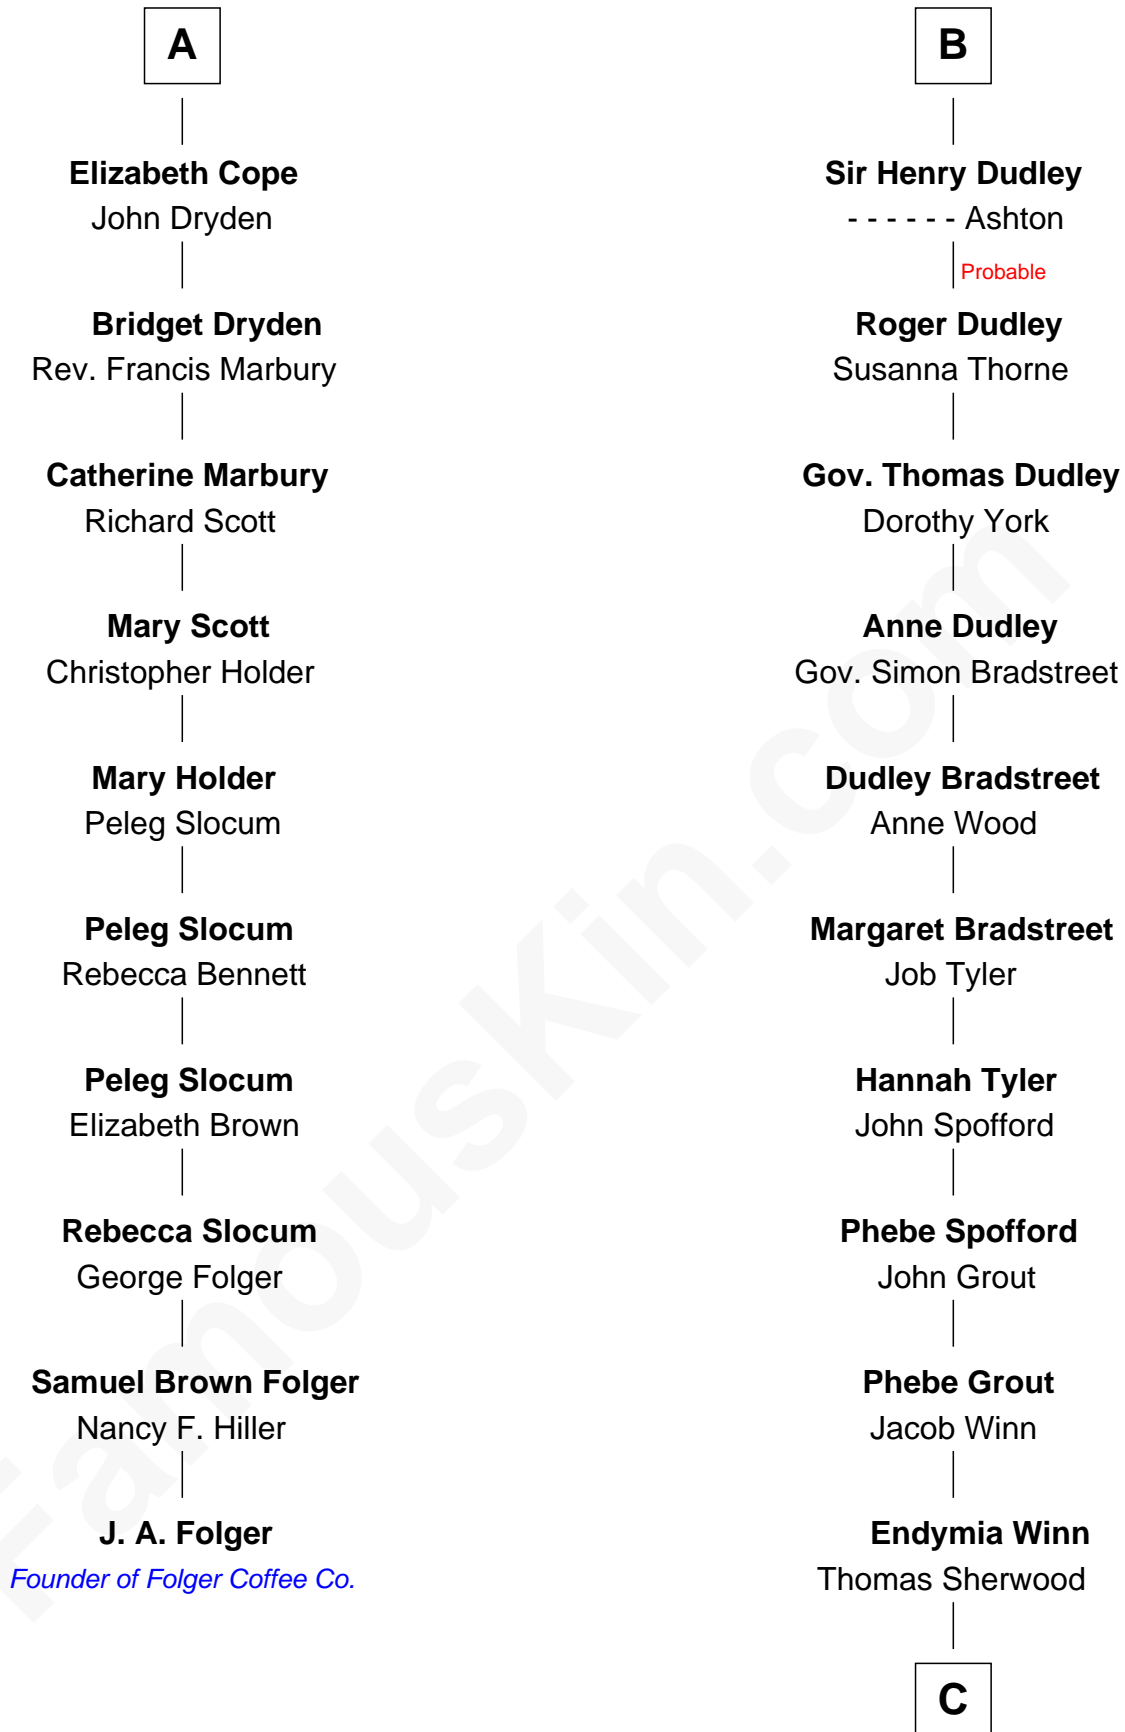 A
Elizabeth Cope
John Dryden
Bridget Dryden
Rev. Francis Marbury
Catherine Marbury
Richard Scott
Mary Scott
Christopher Holder
Mary Holder
Peleg Slocum
Peleg Slocum
Rebecca Bennett
Peleg Slocum
Elizabeth Brown
Rebecca Slocum
George Folger
Samuel Brown Folger
Nancy F. Hiller
J. A. Folger
Founder of Folger Coffee Co.
B
Sir Henry Dudley
- - - - - - Ashton
Probable
Roger Dudley
Susanna Thorne
Gov. Thomas Dudley
Dorothy York
Anne Dudley
Gov. Simon Bradstreet
Dudley Bradstreet
Anne Wood
Margaret Bradstreet
Job Tyler
Hannah Tyler
John Spofford
Phebe Spofford
John Grout
Phebe Grout
Jacob Winn
Endymia Winn
Thomas Sherwood
C
FamousKin.com